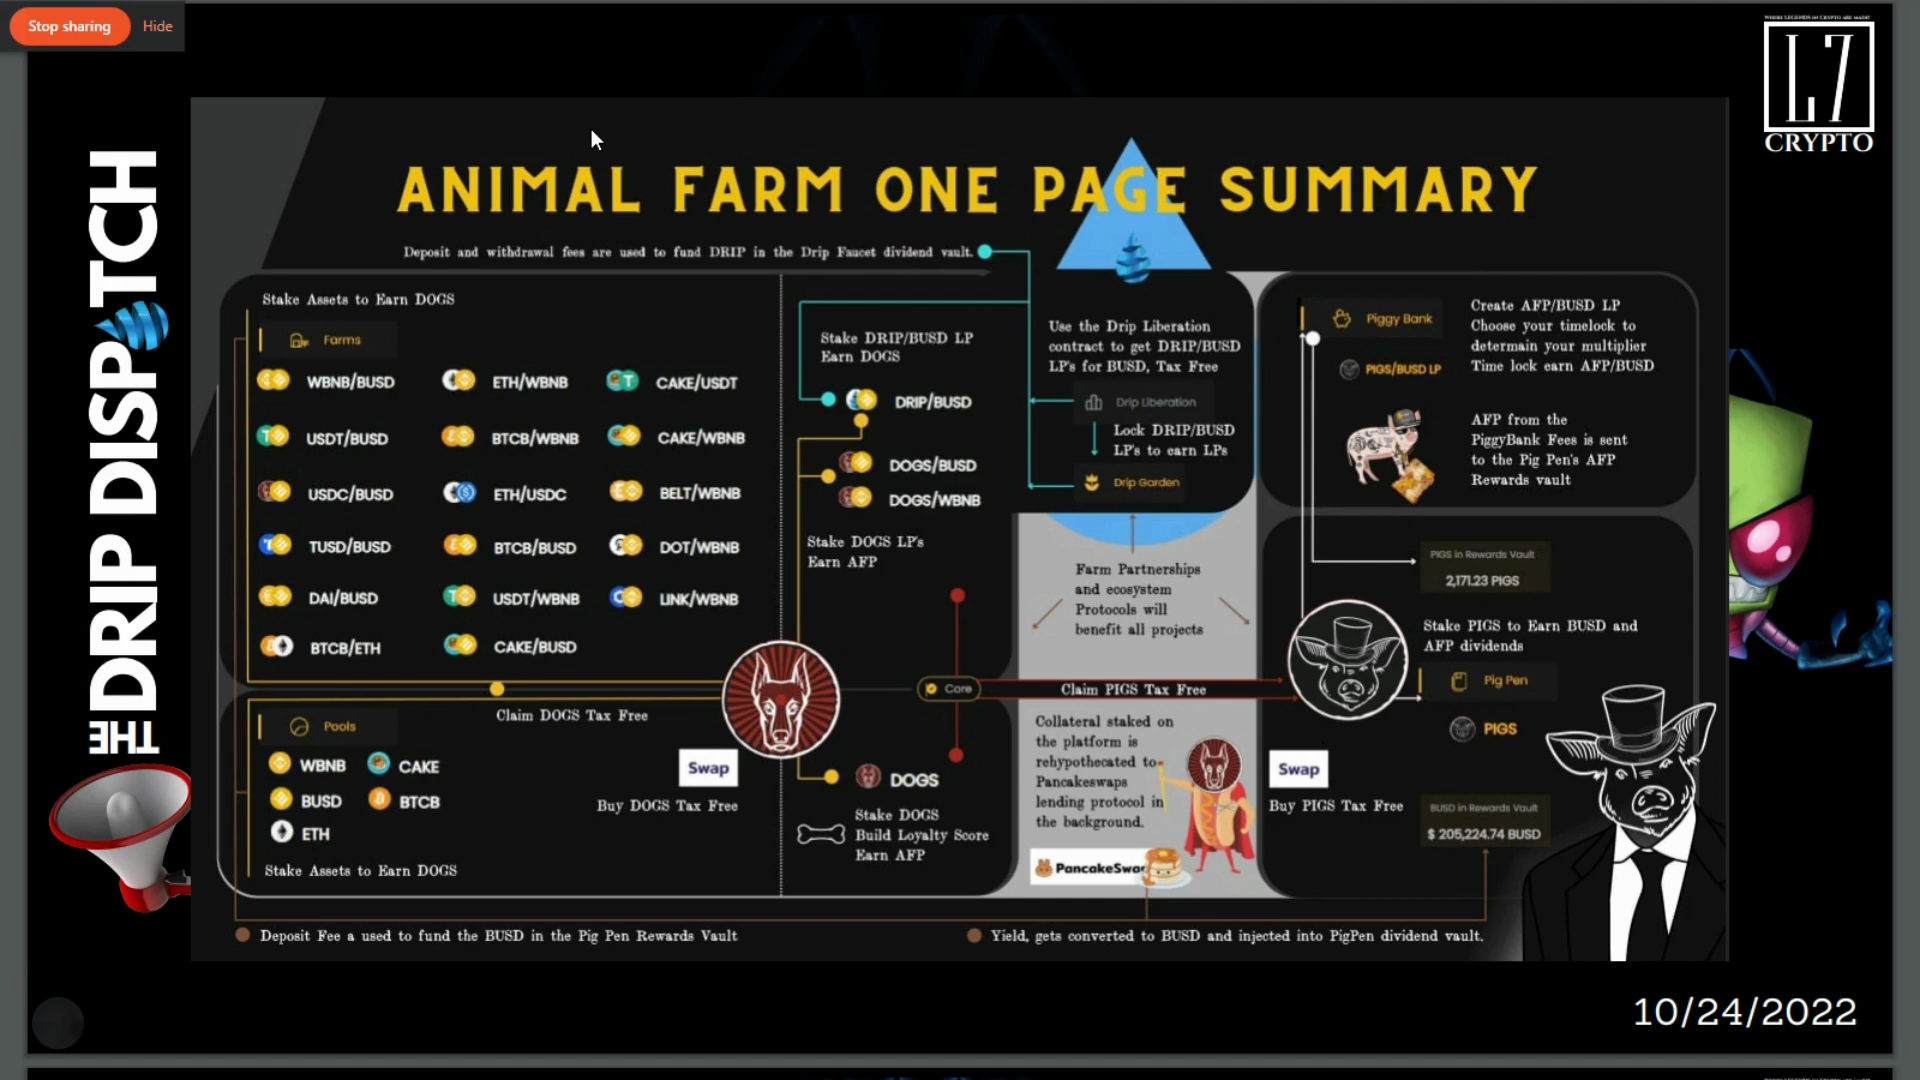 Stop sharing
Hide
WHERE LEGENDS IN CRYPTO ARE MADE
L7
CRYPTO
THE DRIP DISPTCH
ANIMAL FARM ONE PAGE SUMMARY
Deposit and withdrawal fees are used to fund DRIP in the Drip Faucet dividend vault.
Stake Assets to Earn DOGS
Farms
WBNB/BUSD
ETH/WBNB
CAKE/USDT
USDT/BUSD
BTCB/WBNB
CAKE/WBNB
USDC/BUSD
ETH/USDC
BELT/WBNB
TUSD/BUSD
BTCB/BUSD
DOT/WBNB
DAI/BUSD
USDT/WBNB
LINK/WBNB
BTCB/ETH
CAKE/BUSD
Claim DOGS Tax Free
Pools
WBNB
CAKE
BUSD
BTCB
ETH
Stake Assets to Earn DOGS
Swap
Buy DOGS Tax Free
Stake DRIP/BUSD LP
Earn DOGS
DRIP/BUSD
DOGS/BUSD
DOGS/WBNB
Stake DOGS LP's
Earn AFP
Core
DOGS
Stake DOGS
Build Loyalty Score
Earn AFP
Use the Drip Liberation
contract to get DRIP/BUSD
LP's for BUSD, Tax Free
Drip Liberation
Lock DRIP/BUSD
LP's to earn LPs
Drip Garden
Farm Partnerships
and ecosystem
Protocols will
benefit all projects
Claim PIGS Tax Free
Collateral staked on
the platform is
rehypothecated to
Pancakeswaps
lending protocol in
the background.
PancakeSwap
Piggy Bank
PIGS/BUSD LP
Create AFP/BUSD LP
Choose your timelock to
determain your multiplier
Time lock earn AFP/BUSD
AFP from the
PiggyBank Fees is sent
to the Pig Pen's AFP
Rewards vault
PIGS in Rewards Vault
2,171.23 PIGS
Stake PIGS to Earn BUSD and
AFP dividends
Pig Pen
PIGS
Swap
Buy PIGS Tax Free
BUSD in Rewards Vault
$ 205,224.74 BUSD
Deposit Fee a used to fund the BUSD in the Pig Pen Rewards Vault
Yield, gets converted to BUSD and injected into PigPen dividend vault.
10/24/2022